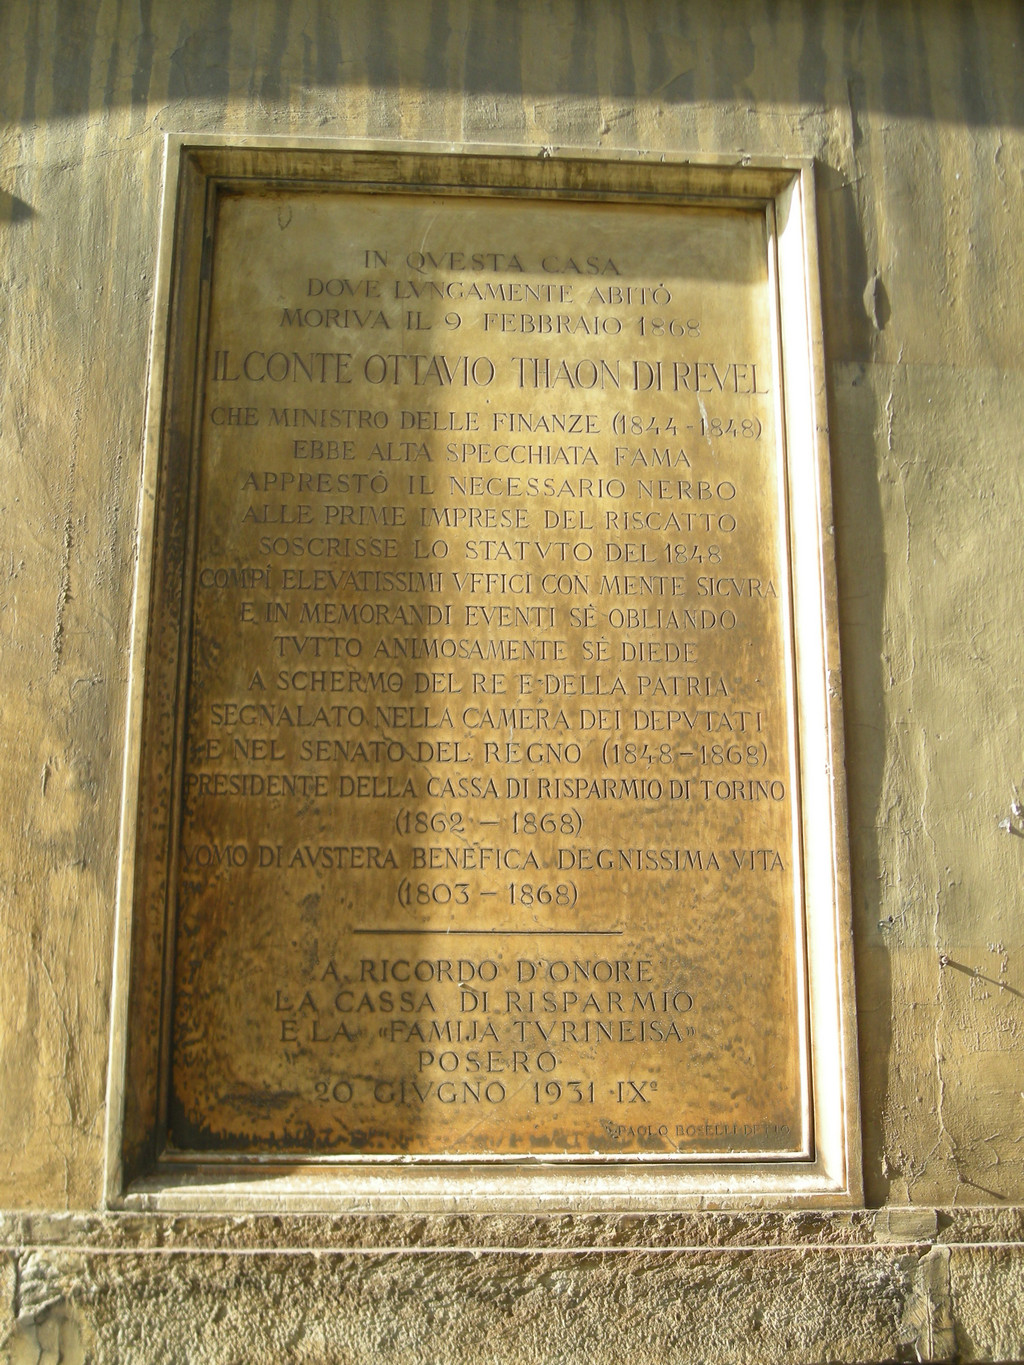 IN QVESTA CASA
DOVE LVNGAMENTE ABITÒ
MORIVA IL 9 FEBBRAIO 1868
IL CONTE OTTAVIO THAON DI REVEL
CHE MINISTRO DELLE FINANZE (1844-1848)
EBBE ALTA SPECCHIATA FAMA
APPRESTÒ IL NECESSARIO NERBO
ALLE PRIME IMPRESE DEL RISCATTO
SOSCRISSE LO STATVTO DEL 1848
COMPÌ ELEVATISSIMI VFFICI CON MENTE SICVRA
E IN MEMORANDI EVENTI SÈ OBLIANDO
TVTTO ANIMOSAMENTE SÈ DIEDE
A SCHERMO DEL RE E DELLA PATRIA
SEGNALATO NELLA CAMERA DEI DEPVTATI
E NEL SENATO DEL REGNO (1848-1868)
PRESIDENTE DELLA CASSA DI RISPARMIO DI TORINO
(1862 - 1868)
VOMO DI AVSTERA BENEFICA DEGNISSIMA VITA
(1803 - 1868)
A RICORDO D'ONORE
LA CASSA DI RISPARMIO
E LA «FAMIJA TVRINEISA»
POSERO
20 GIVGNO 1931 IXº
PAOLO BOSELLI DETTÒ